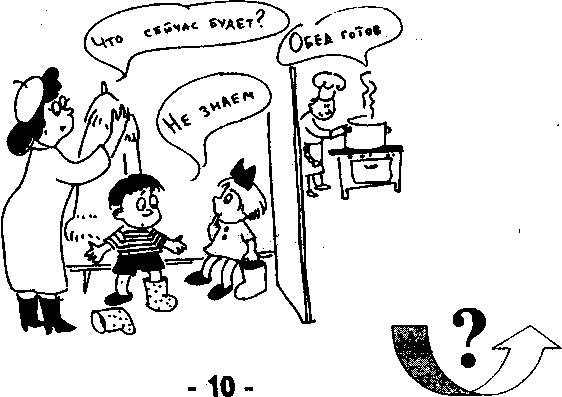 Что сейчас будет?
Обед готов
Не знаем
?
- 10 -